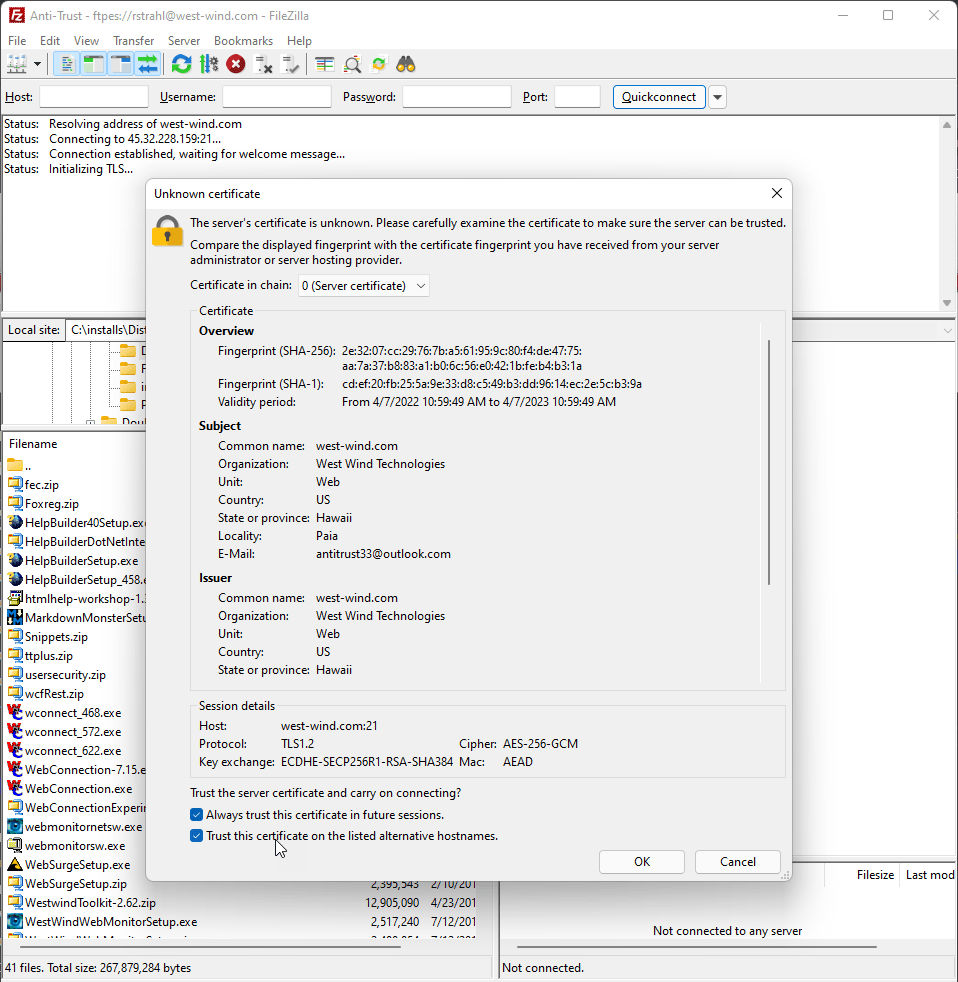 Anti-Trust - ftpes://rstrahl@west-wind.com - FileZilla
File Edit View Transfer Server Bookmarks Help
Host: Username: Password: Port: Quickconnect
Status: Resolving address of west-wind.com
Status: Connecting to 45.32.228.159:21...
Status: Connection established, waiting for welcome message...
Status: Initializing TLS...
Unknown certificate
The server's certificate is unknown. Please carefully examine the certificate to make sure the server can be trusted.
Compare the displayed fingerprint with the certificate fingerprint you have received from your server
administrator or server hosting provider.
Certificate in chain: 0 (Server certificate)
Certificate
Overview
Fingerprint (SHA-256): 2e:32:07:cc:29:76:7b:a5:61:95:9c:80:f4:de:47:75:
aa:7a:37:b8:83:a1:b0:6c:56:e0:42:1b:fe:b4:b3:1a
Fingerprint (SHA-1): cd:ef:20:fb:25:5a:9e:33:d8:c5:49:b3:dd:96:14:ec:2e:5c:b3:9a
Validity period: From 4/7/2022 10:59:49 AM to 4/7/2023 10:59:49 AM
Subject
Common name: west-wind.com
Organization: West Wind Technologies
Unit: Web
Country: US
State or province: Hawaii
Locality: Paia
E-Mail: antitrust33@outlook.com
Issuer
Common name: west-wind.com
Organization: West Wind Technologies
Unit: Web
Country: US
State or province: Hawaii
Session details
Host: west-wind.com:21
Protocol: TLS1.2 Cipher: AES-256-GCM
Key exchange: ECDHE-SECP256R1-RSA-SHA384 Mac: AEAD
Trust the server certificate and carry on connecting?
Always trust this certificate in future sessions.
Trust this certificate on the listed alternative hostnames.
OK Cancel
Local site: C:\installs\Dist
Filename
..
fec.zip
Foxreg.zip
HelpBuilder40Setup.exe
HelpBuilderDotNetInte
HelpBuilderSetup.exe
HelpBuilderSetup_458.e
htmlhelp-workshop-1.
MarkdownMonsterSetu
Snippets.zip
ttplus.zip
usersecurity.zip
wcfRest.zip
wconnect_468.exe
wconnect_572.exe
wconnect_622.exe
WebConnection-7.15.e
WebConnection.exe
WebConnectionExperi
webmonitornetsw.exe
webmonitorsw.exe
WebSurgeSetup.exe
WebSurgeSetup.zip 2,395,543 2/10/201
WestwindToolkit-2.62.zip 12,905,090 4/23/201
WestWindWebMonitorSetup.exe 2,517,240 7/12/201
41 files. Total size: 267,879,284 bytes
Filesize Last mod
Not connected to any server
Not connected.